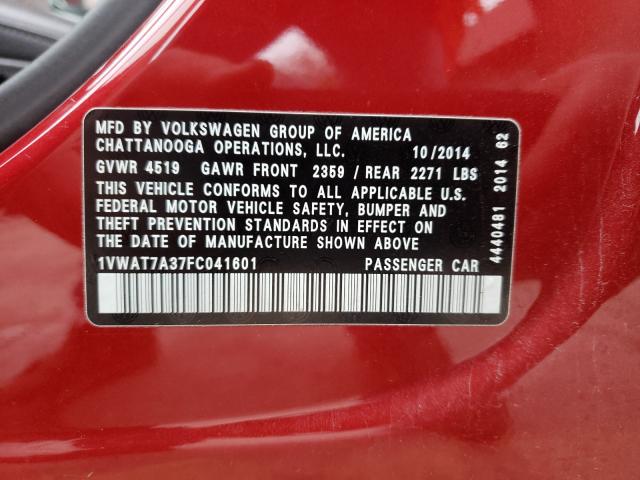 MFD BY VOLKSWAGEN GROUP OF AMERICA
CHATTANOOGA OPERATIONS, LLC. 10/2014
GVWR 4519 GAWR FRONT 2359 / REAR 2271 LBS
THIS VEHICLE CONFORMS TO ALL APPLICABLE U.S.
FEDERAL MOTOR VEHICLE SAFETY, BUMPER AND
THEFT PREVENTION STANDARDS IN EFFECT ON
THE DATE OF MANUFACTURE SHOWN ABOVE
1VWAT7A37FC041601 PASSENGER CAR
4440481 2014 62